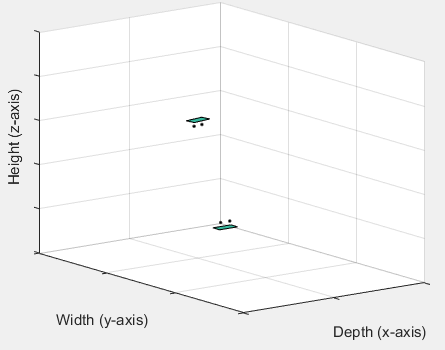 Height (z-axis)
Width (y-axis)
Depth (x-axis)